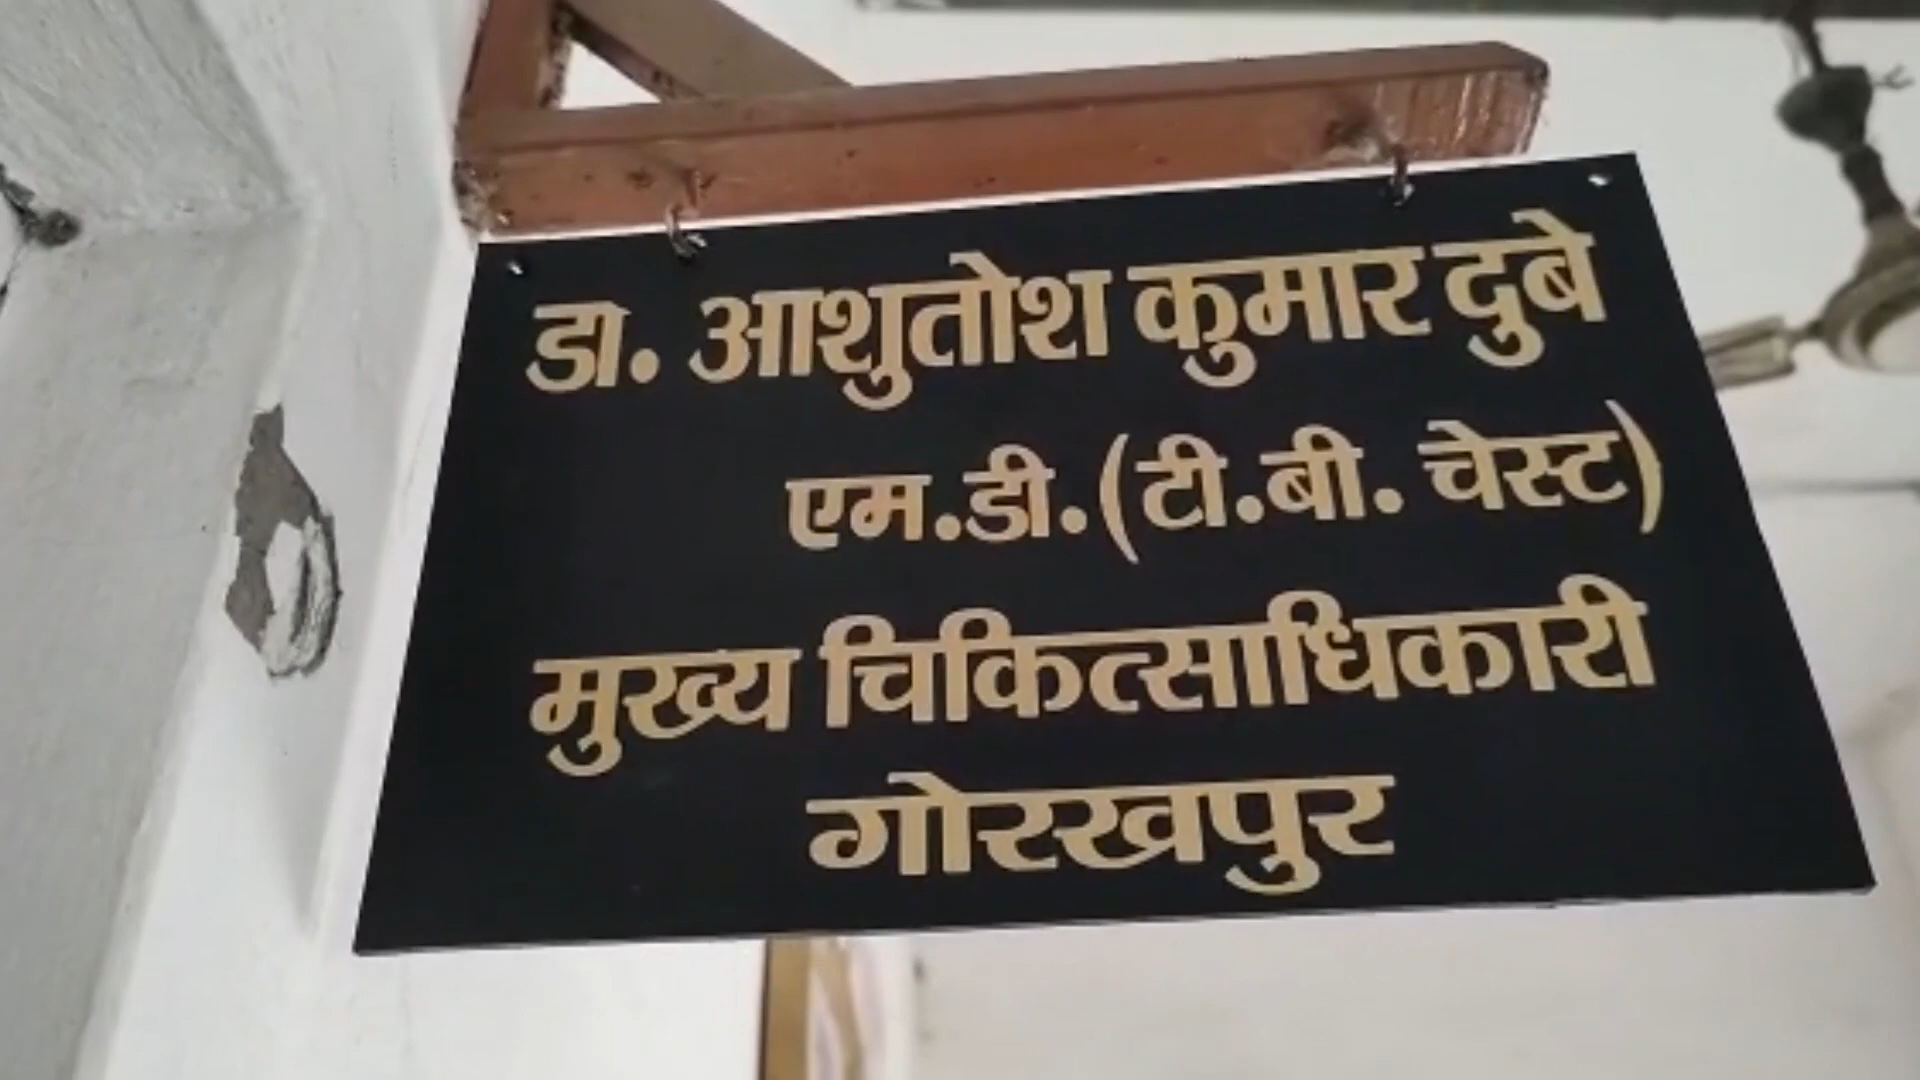 डा. आशुतोश कुमार दुबे
एम.डी.(टी.बी. चेस्ट)
मुख्य चिकित्साधिकारी
गोरखपुर